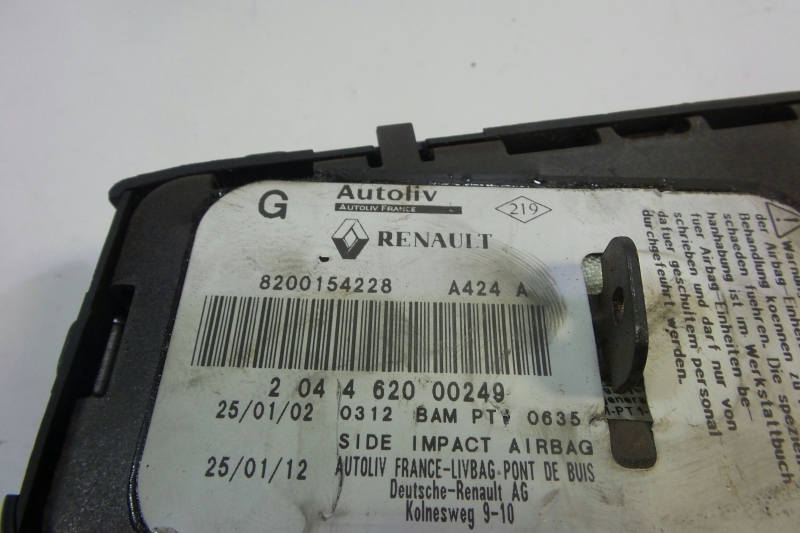 G
Autoliv
AUTOLIV FRANCE
219
RENAULT
8200154228 A424 A
2 04 4 620 00249
25/01/02 0312 BAM PT 0635
SIDE IMPACT AIRBAG
25/01/12 AUTOLIV FRANCE-LIVBAG-PONT DE BUIS
Deutsche-Renault AG
Kolnesweg 9-10
der Airbag-Einheit
Behandlung koennen zu
schaeden fuehren. Die
hanhabung ist im Werkstattbuch
fuer Airbag-Einheiten be-
schrieben und darf nur von
dafuer geschultem personal
durchgefuehrt werden.